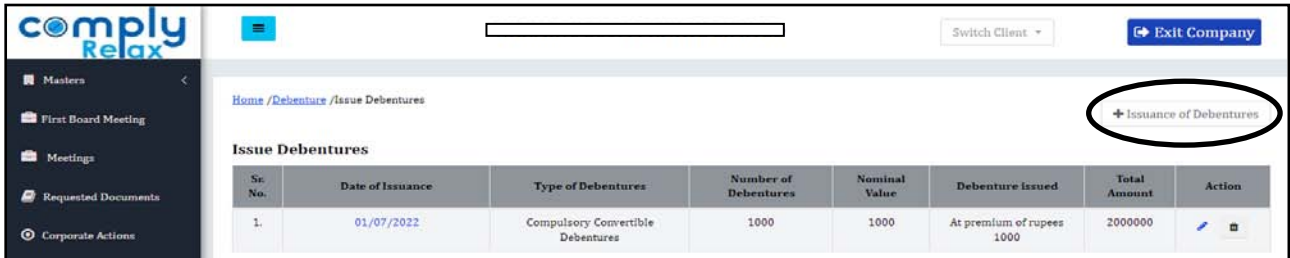 comply
Relax
Switch Client
Exit Company
Masters
First Board Meeting
Meetings
Requested Documents
Corporate Actions
Home /Debenture /Issue Debentures
+ Issuance of Debentures
Issue Debentures
Sr. No. Date of Issuance Type of Debentures Number of Debentures Nominal Value Debenture issued Total Amount Action
1. 01/07/2022 Compulsory Convertible Debentures 1000 1000 At premium of rupees 1000 2000000